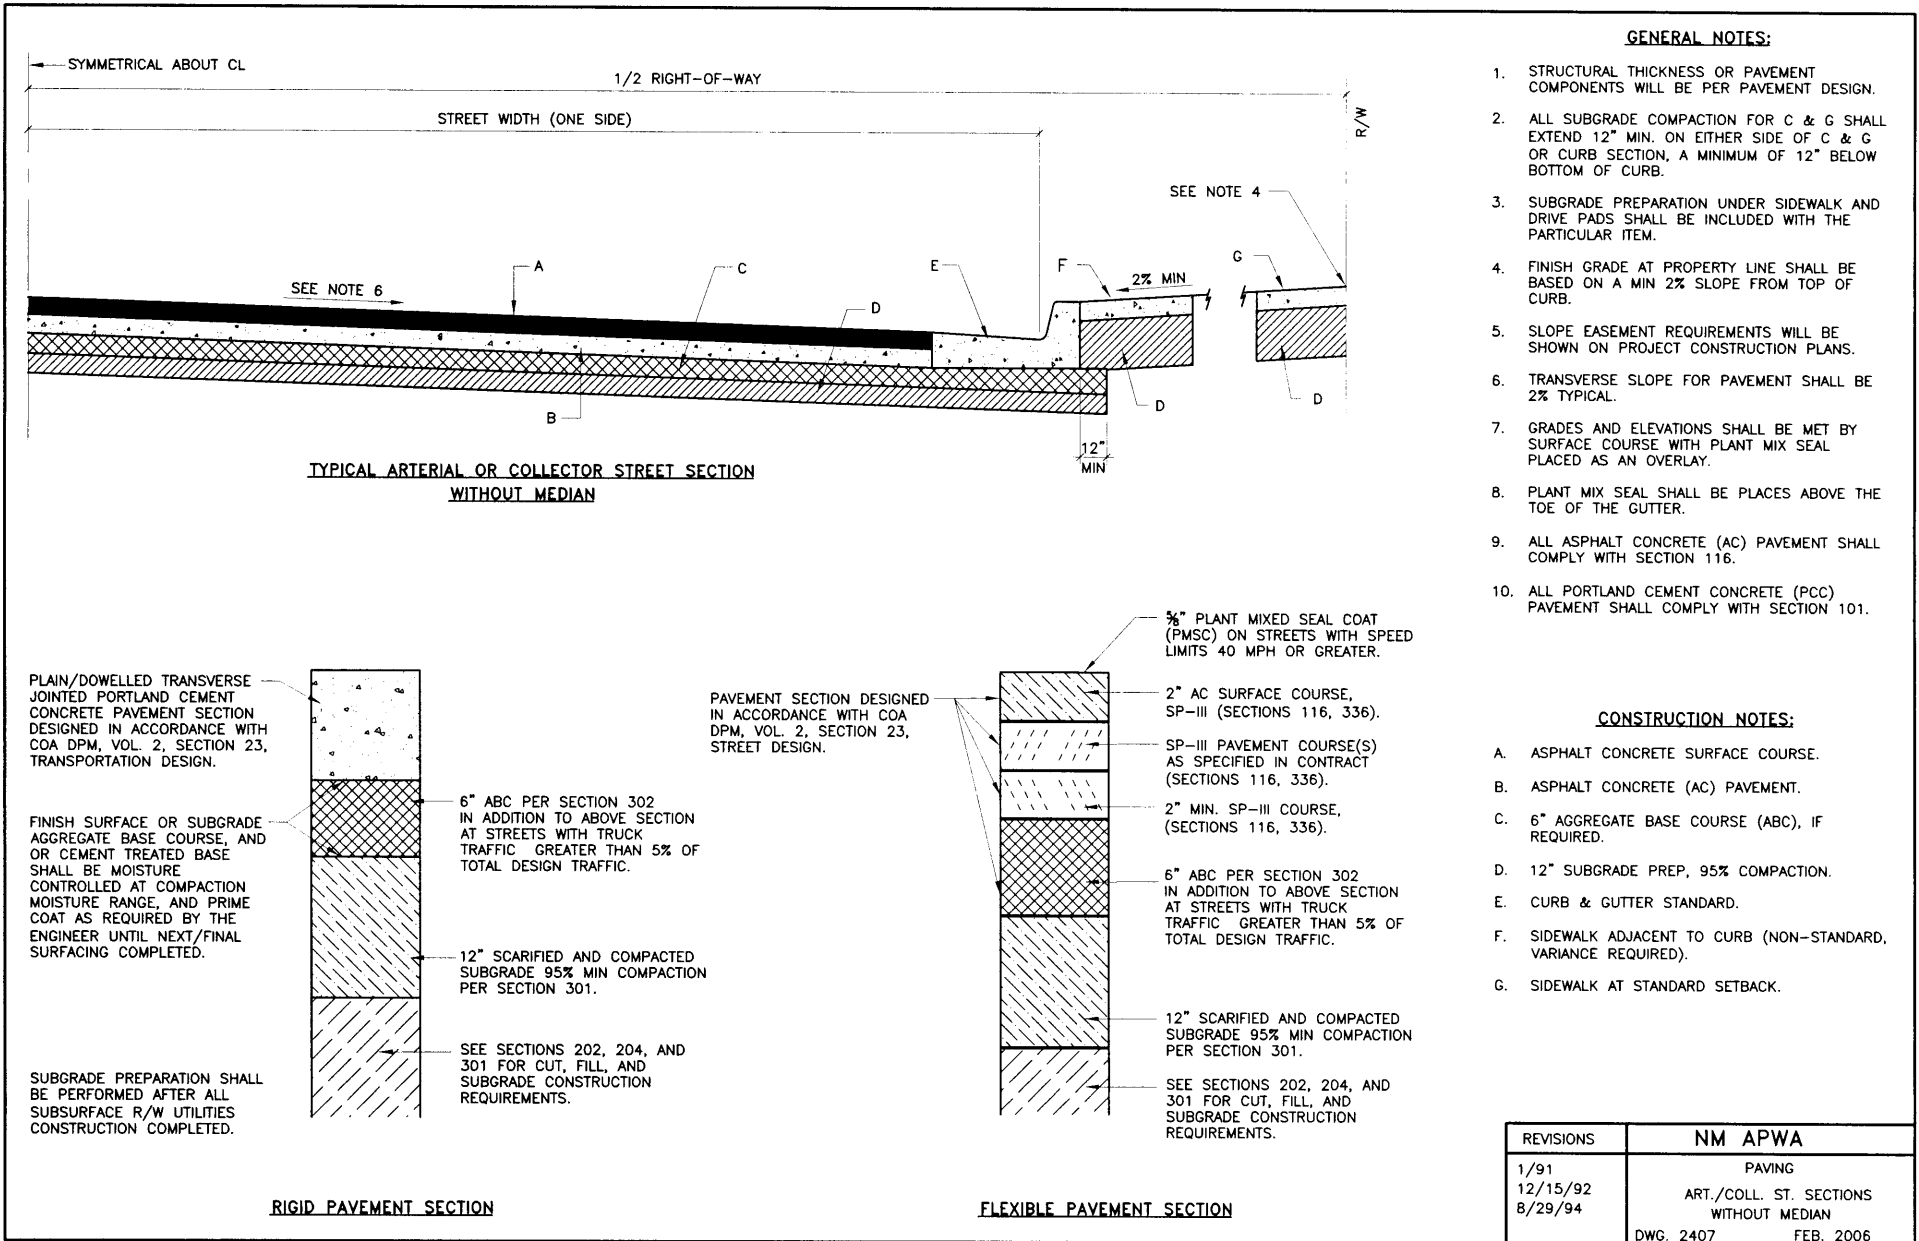 SYMMETRICAL ABOUT CL
1/2 RIGHT-OF-WAY
STREET WIDTH (ONE SIDE)
R/W
SEE NOTE 4
SEE NOTE 6
A
C
D
E
F
2% MIN
G
B
D
D
12"
MIN
TYPICAL ARTERIAL OR COLLECTOR STREET SECTION
WITHOUT MEDIAN
GENERAL NOTES:
1. STRUCTURAL THICKNESS OR PAVEMENT
COMPONENTS WILL BE PER PAVEMENT DESIGN.
2. ALL SUBGRADE COMPACTION FOR C & G SHALL
EXTEND 12" MIN. ON EITHER SIDE OF C & G
OR CURB SECTION, A MINIMUM OF 12" BELOW
BOTTOM OF CURB.
3. SUBGRADE PREPARATION UNDER SIDEWALK AND
DRIVE PADS SHALL BE INCLUDED WITH THE
PARTICULAR ITEM.
4. FINISH GRADE AT PROPERTY LINE SHALL BE
BASED ON A MIN 2% SLOPE FROM TOP OF
CURB.
5. SLOPE EASEMENT REQUIREMENTS WILL BE
SHOWN ON PROJECT CONSTRUCTION PLANS.
6. TRANSVERSE SLOPE FOR PAVEMENT SHALL BE
2% TYPICAL.
7. GRADES AND ELEVATIONS SHALL BE MET BY
SURFACE COURSE WITH PLANT MIX SEAL
PLACED AS AN OVERLAY.
8. PLANT MIX SEAL SHALL BE PLACES ABOVE THE
TOE OF THE GUTTER.
9. ALL ASPHALT CONCRETE (AC) PAVEMENT SHALL
COMPLY WITH SECTION 116.
10. ALL PORTLAND CEMENT CONCRETE (PCC)
PAVEMENT SHALL COMPLY WITH SECTION 101.
PLAIN/DOWELLED TRANSVERSE
JOINTED PORTLAND CEMENT
CONCRETE PAVEMENT SECTION
DESIGNED IN ACCORDANCE WITH
COA DPM, VOL. 2, SECTION 23,
TRANSPORTATION DESIGN.
FINISH SURFACE OR SUBGRADE
AGGREGATE BASE COURSE, AND
OR CEMENT TREATED BASE
SHALL BE MOISTURE
CONTROLLED AT COMPACTION
MOISTURE RANGE, AND PRIME
COAT AS REQUIRED BY THE
ENGINEER UNTIL NEXT/FINAL
SURFACING COMPLETED.
SUBGRADE PREPARATION SHALL
BE PERFORMED AFTER ALL
SUBSURFACE R/W UTILITIES
CONSTRUCTION COMPLETED.
6" ABC PER SECTION 302
IN ADDITION TO ABOVE SECTION
AT STREETS WITH TRUCK
TRAFFIC GREATER THAN 5% OF
TOTAL DESIGN TRAFFIC.
12" SCARIFIED AND COMPACTED
SUBGRADE 95% MIN COMPACTION
PER SECTION 301.
SEE SECTIONS 202, 204, AND
301 FOR CUT, FILL, AND
SUBGRADE CONSTRUCTION
REQUIREMENTS.
RIGID PAVEMENT SECTION
PAVEMENT SECTION DESIGNED
IN ACCORDANCE WITH COA
DPM, VOL. 2, SECTION 23,
STREET DESIGN.
⅝" PLANT MIXED SEAL COAT
(PMSC) ON STREETS WITH SPEED
LIMITS 40 MPH OR GREATER.
2" AC SURFACE COURSE,
SP-III (SECTIONS 116, 336).
SP-III PAVEMENT COURSE(S)
AS SPECIFIED IN CONTRACT
(SECTIONS 116, 336).
2" MIN. SP-III COURSE,
(SECTIONS 116, 336).
6" ABC PER SECTION 302
IN ADDITION TO ABOVE SECTION
AT STREETS WITH TRUCK
TRAFFIC GREATER THAN 5% OF
TOTAL DESIGN TRAFFIC.
12" SCARIFIED AND COMPACTED
SUBGRADE 95% MIN COMPACTION
PER SECTION 301.
SEE SECTIONS 202, 204, AND
301 FOR CUT, FILL, AND
SUBGRADE CONSTRUCTION
REQUIREMENTS.
FLEXIBLE PAVEMENT SECTION
CONSTRUCTION NOTES:
A. ASPHALT CONCRETE SURFACE COURSE.
B. ASPHALT CONCRETE (AC) PAVEMENT.
C. 6" AGGREGATE BASE COURSE (ABC), IF
REQUIRED.
D. 12" SUBGRADE PREP, 95% COMPACTION.
E. CURB & GUTTER STANDARD.
F. SIDEWALK ADJACENT TO CURB (NON-STANDARD,
VARIANCE REQUIRED).
G. SIDEWALK AT STANDARD SETBACK.
REVISIONS
1/91
12/15/92
8/29/94
NM APWA
PAVING
ART./COLL. ST. SECTIONS
WITHOUT MEDIAN
DWG. 2407 FEB. 2006